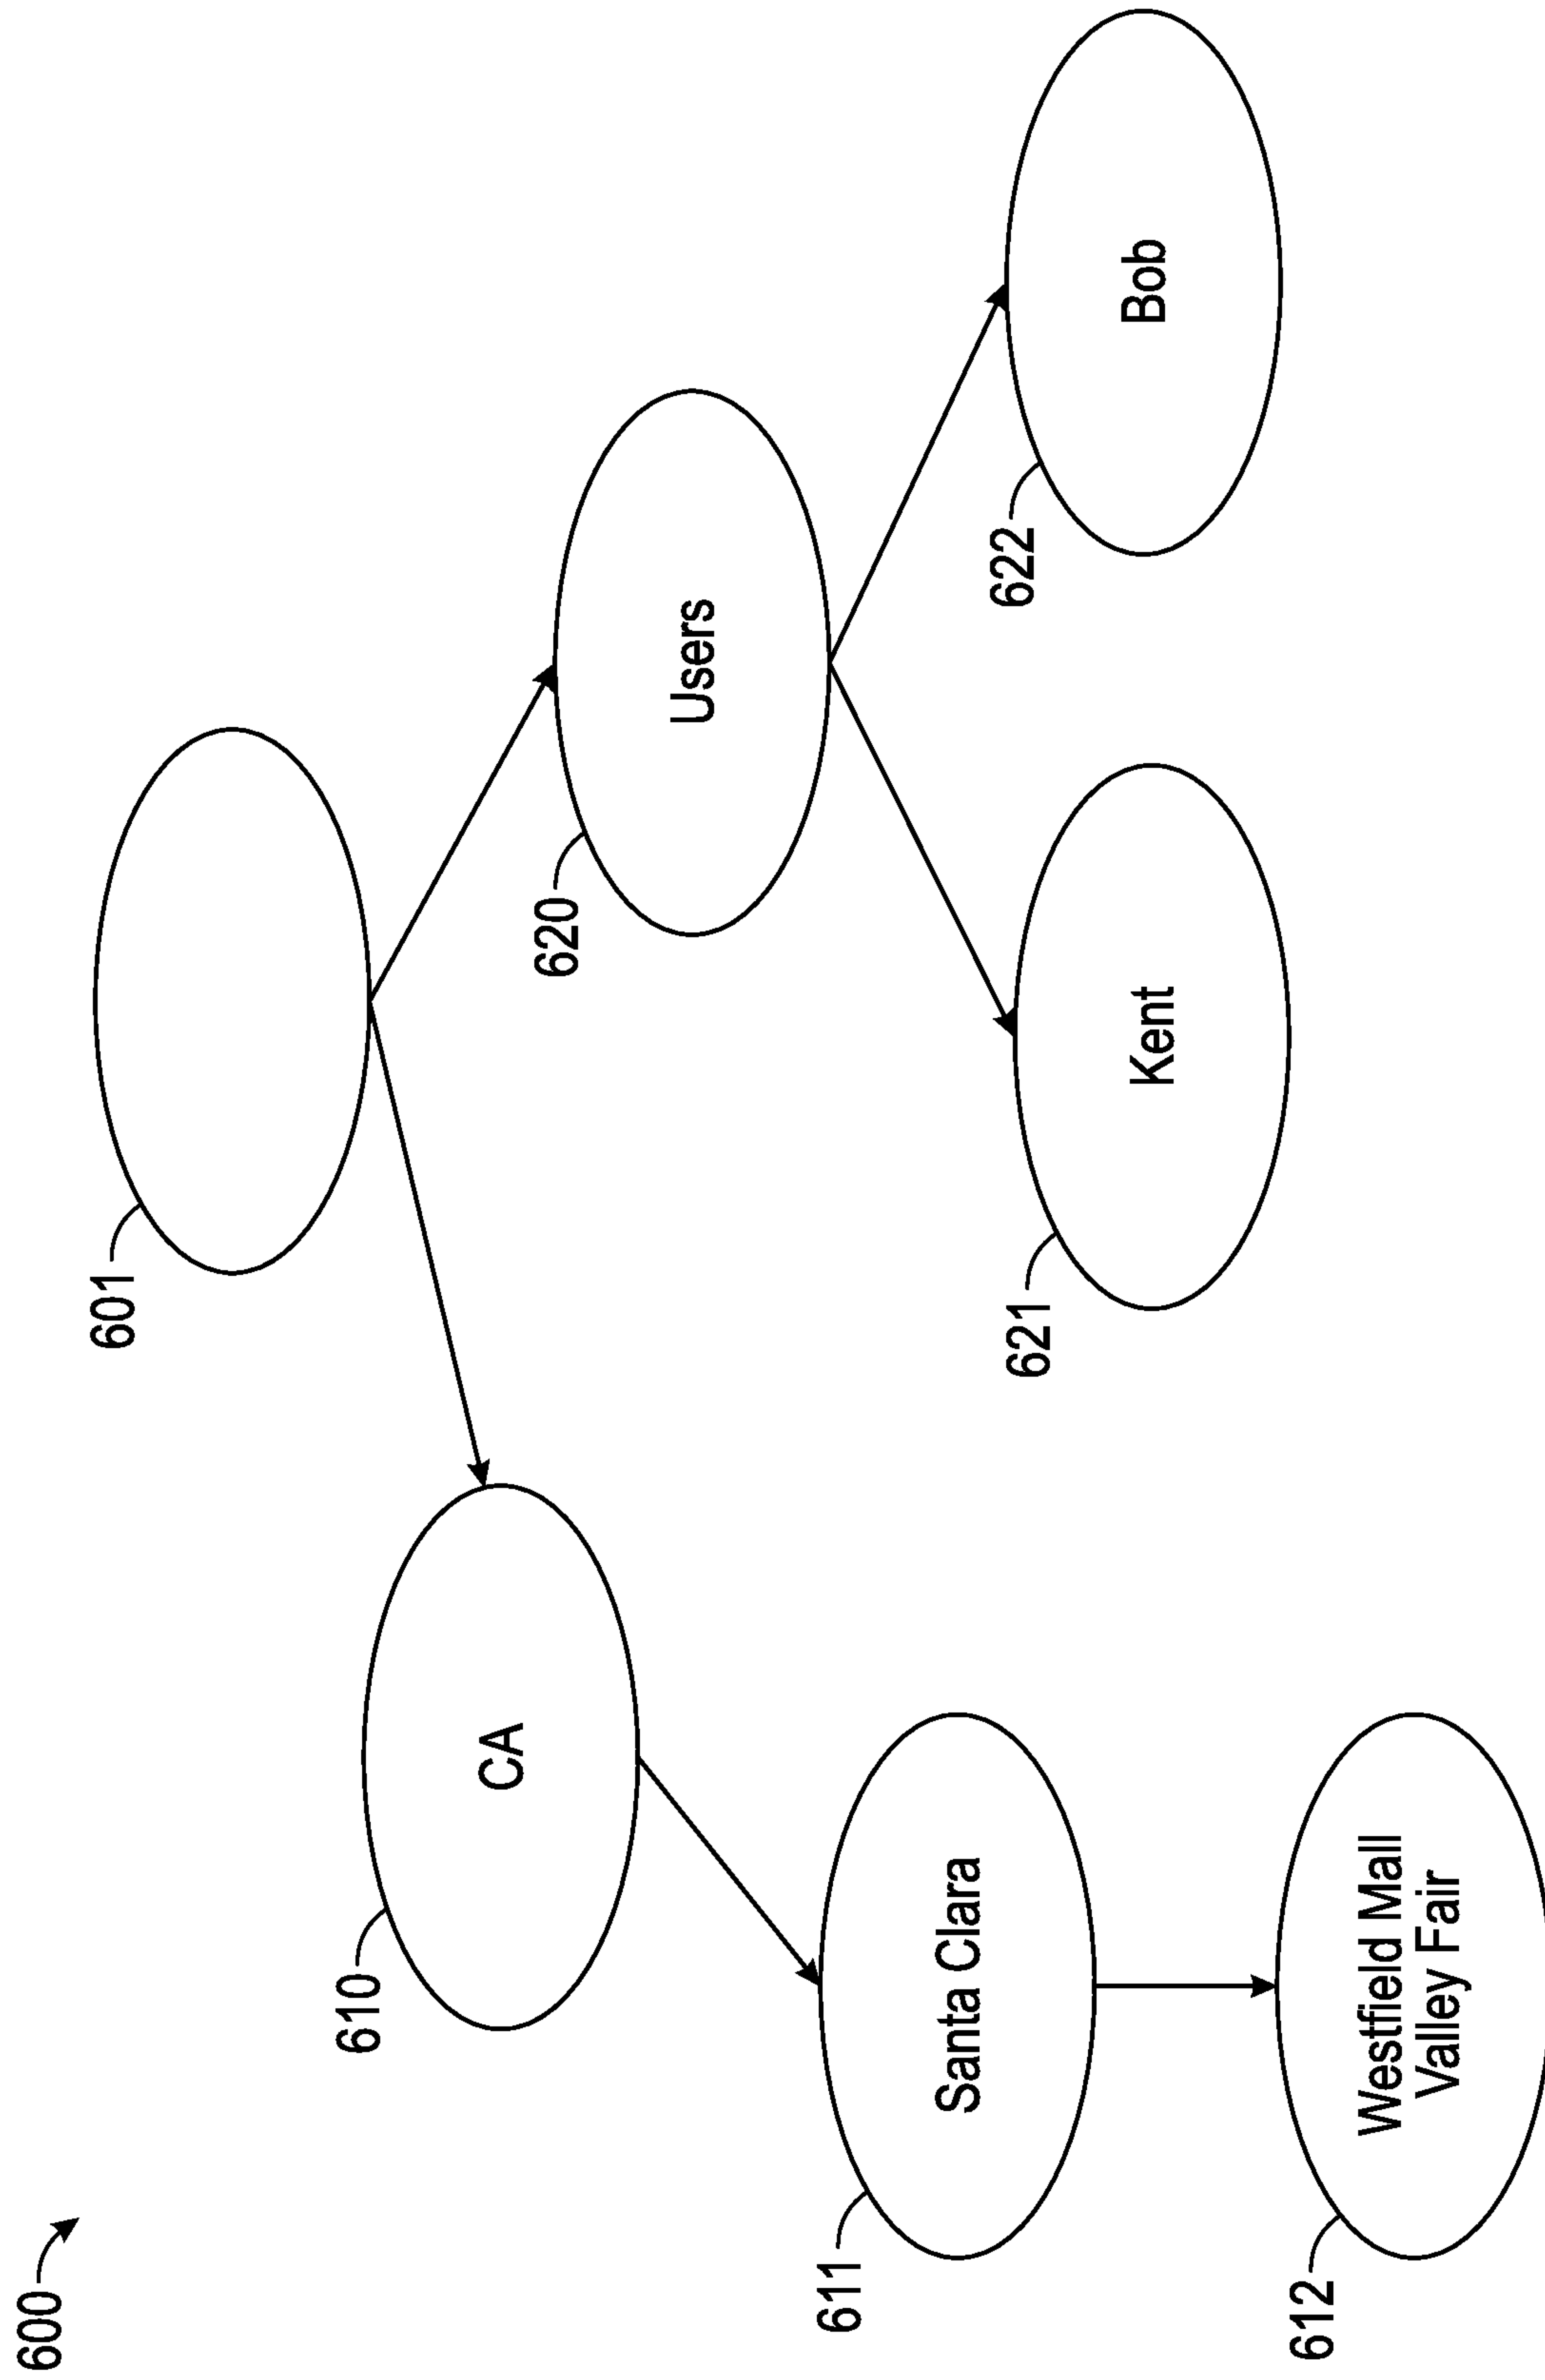 600
601
610
CA
620
Users
611
Santa Clara
621
Kent
622
Bob
612
Westfield Mall
Valley Fair